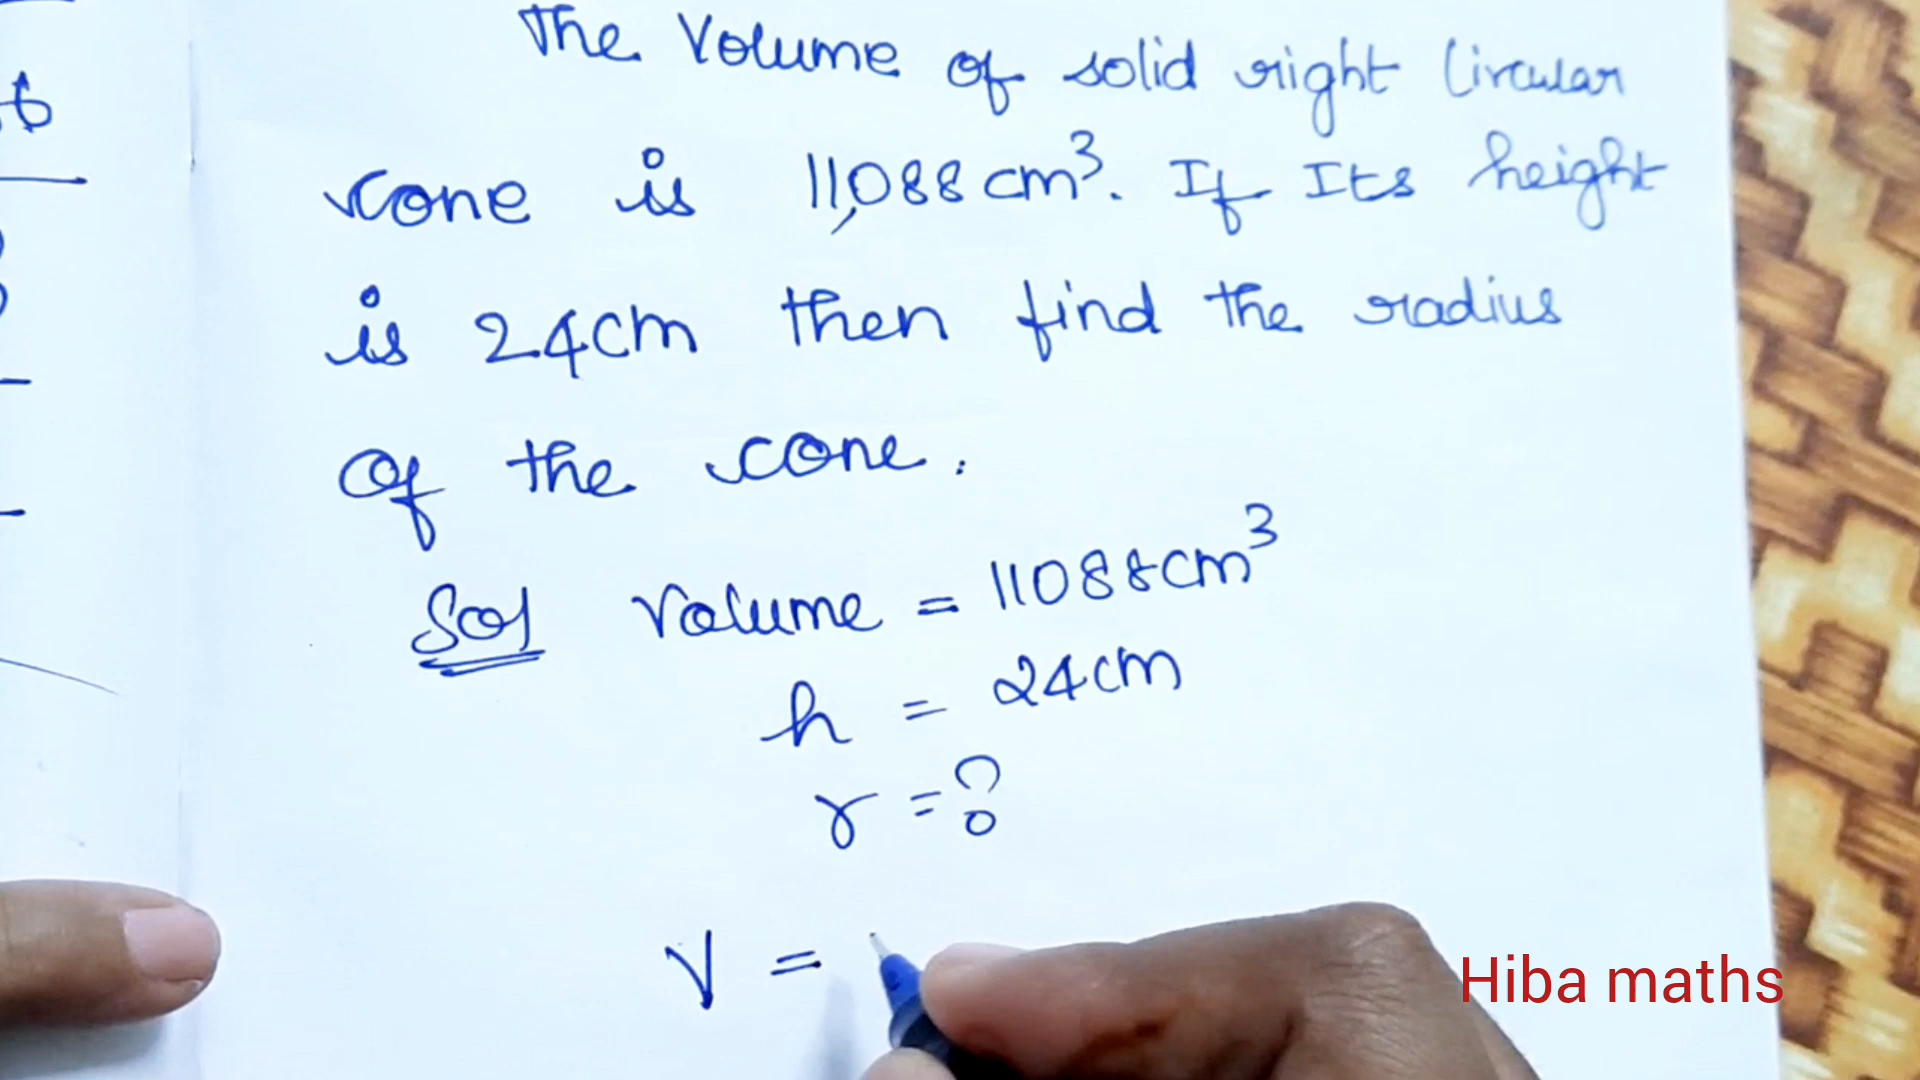 The Volume of solid right Circular
cone is 11,088 cm³. If Its height
is 24cm then find the radius
of the cone.
Sol Volume = 11088cm³
h = 24cm
r = ?
V =
Hiba maths